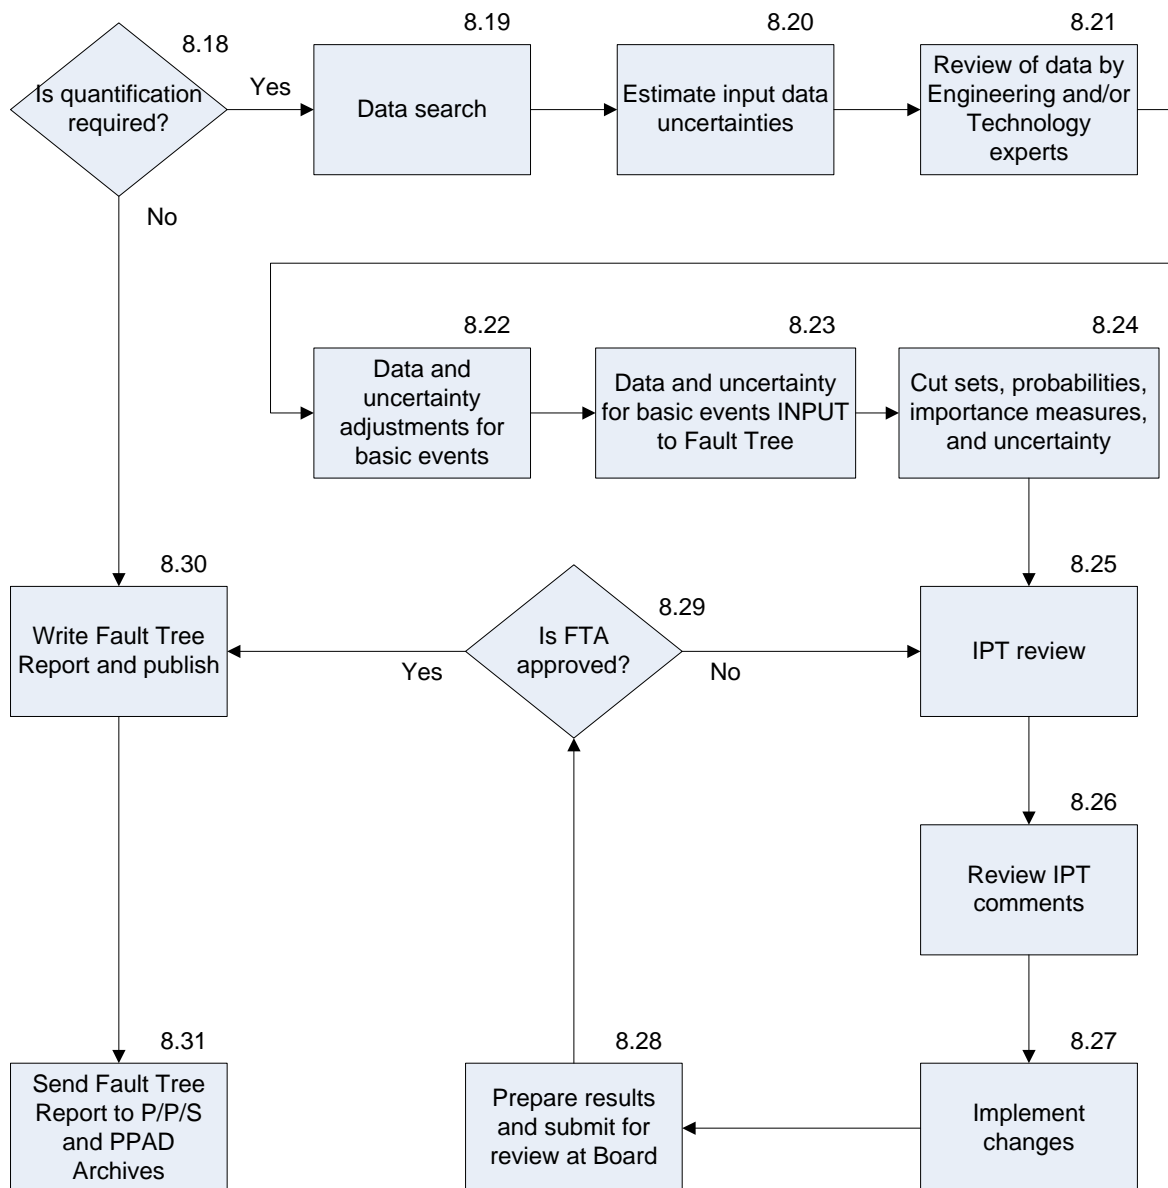 8.18
Is quantification
required?
Yes
No
8.19
Data search
8.20
Estimate input data
uncertainties
8.21
Review of data by
Engineering and/or
Technology
experts
8.22
Data and
uncertainty
adjustments for
basic events
8.23
Data and uncertainty
for basic events INPUT
to Fault Tree
8.24
Cut sets, probabilities,
importance measures,
and uncertainty
8.30
Write Fault Tree
Report and publish
8.29
Is FTA
approved?
Yes
No
8.25
IPT review
8.26
Review IPT
comments
8.31
Send Fault Tree
Report to P/P/S
and PPAD
Archives
8.28
Prepare results
and submit for
review at Board
8.27
Implement
changes